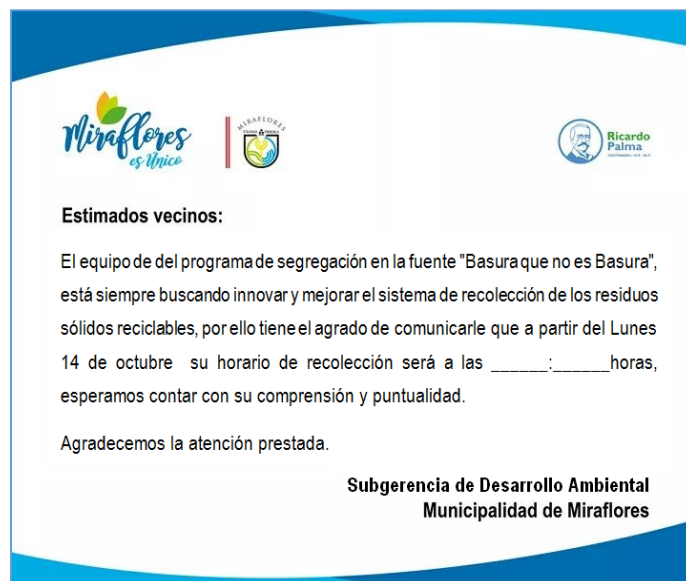 Miraflores
es Único
MIRAFLORES
CIUDAD HEROICA
Ricardo
Palma
Estimados vecinos:
El equipo de del programa de segregación en la fuente "Basura que no es Basura",
está siempre buscando innovar y mejorar el sistema de recolección de los residuos
sólidos reciclables, por ello tiene el agrado de comunicarle que a partir del Lunes
14 de octubre su horario de recolección será a las ______:______horas,
esperamos contar con su comprensión y puntualidad.
Agradecemos la atención prestada.
Subgerencia de Desarrollo Ambiental
Municipalidad de Miraflores